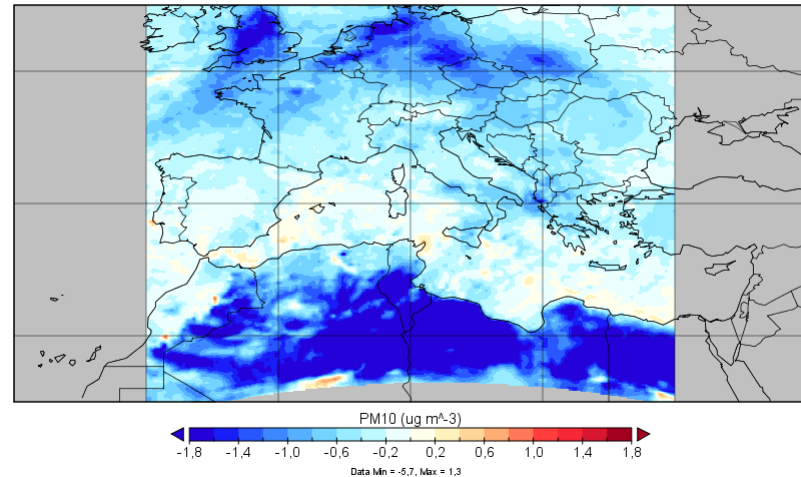 PM10 (ug m^-3)
-1,8 -1,4 -1,0 -0,6 -0,2 0,2 0,6 1,0 1,4 1,8
Data Min = -5,7, Max = 1,3